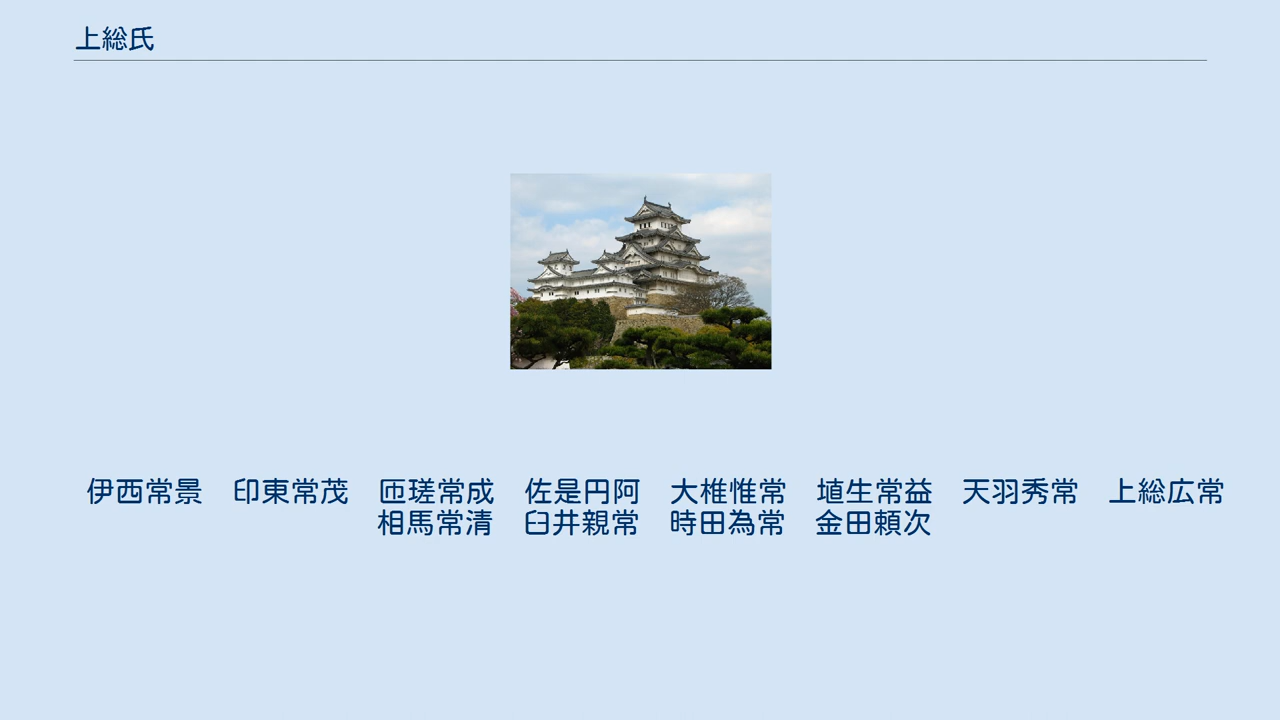 上総氏
伊西常景　印東常茂　匝瑳常成　佐是円阿　大椎惟常　埴生常益　天羽秀常　上総広常
相馬常清　臼井親常　時田為常　金田頼次